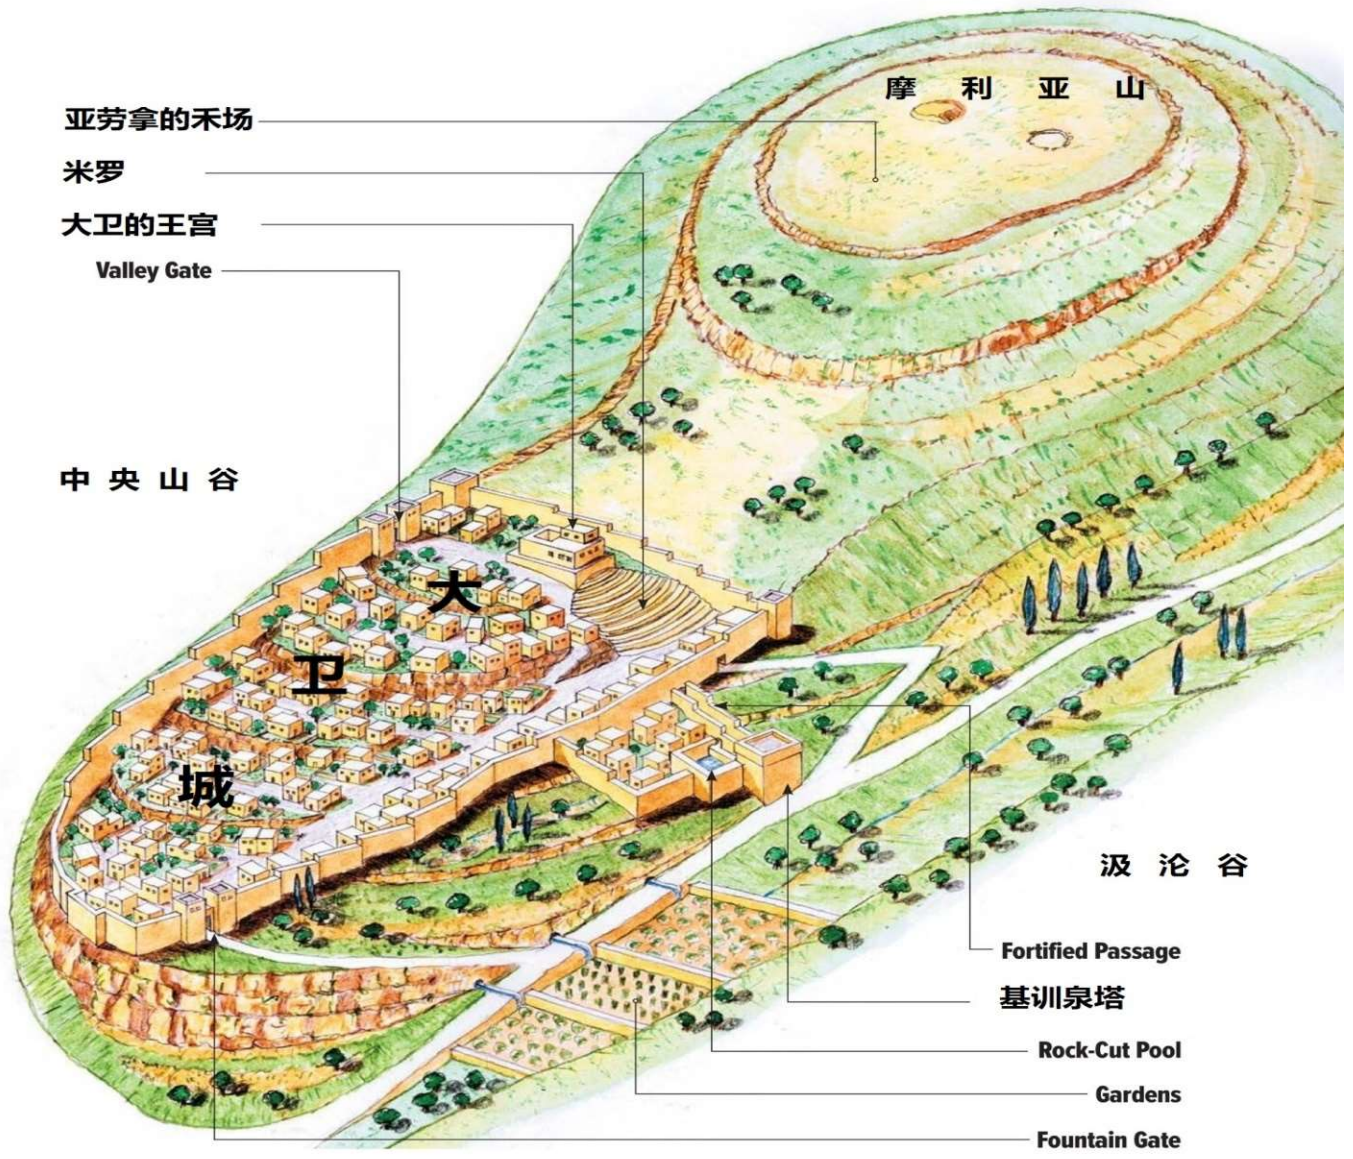 摩利亚山
亚劳拿的禾场
米罗
大卫的王宫
Valley Gate
中央山谷
大
卫
城
汲沦谷
Fortified Passage
基训泉塔
Rock-Cut Pool
Gardens
Fountain Gate